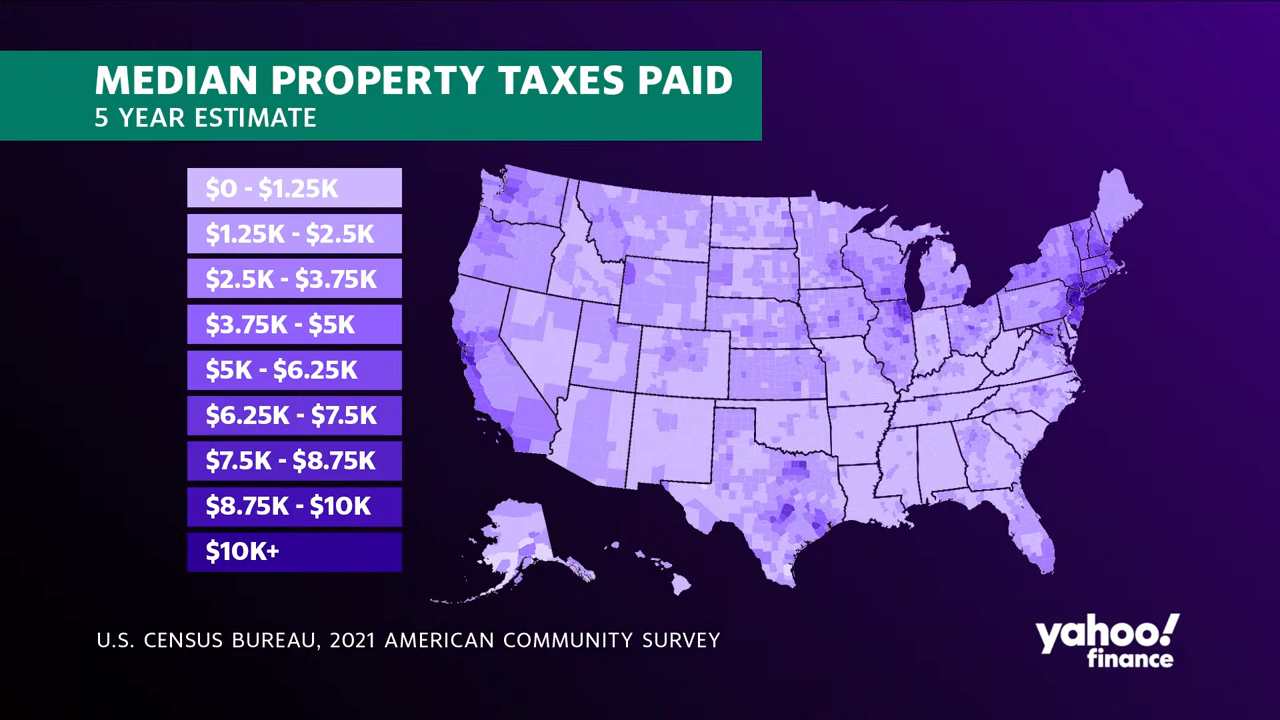 MEDIAN PROPERTY TAXES PAID
5 YEAR ESTIMATE
$0 - $1.25K
$1.25K - $2.5K
$2.5K - $3.75K
$3.75K - $5K
$5K - $6.25K
$6.25K - $7.5K
$7.5K - $8.75K
$8.75K - $10K
$10K+
U.S. CENSUS BUREAU, 2021 AMERICAN COMMUNITY SURVEY
yahoo!
finance